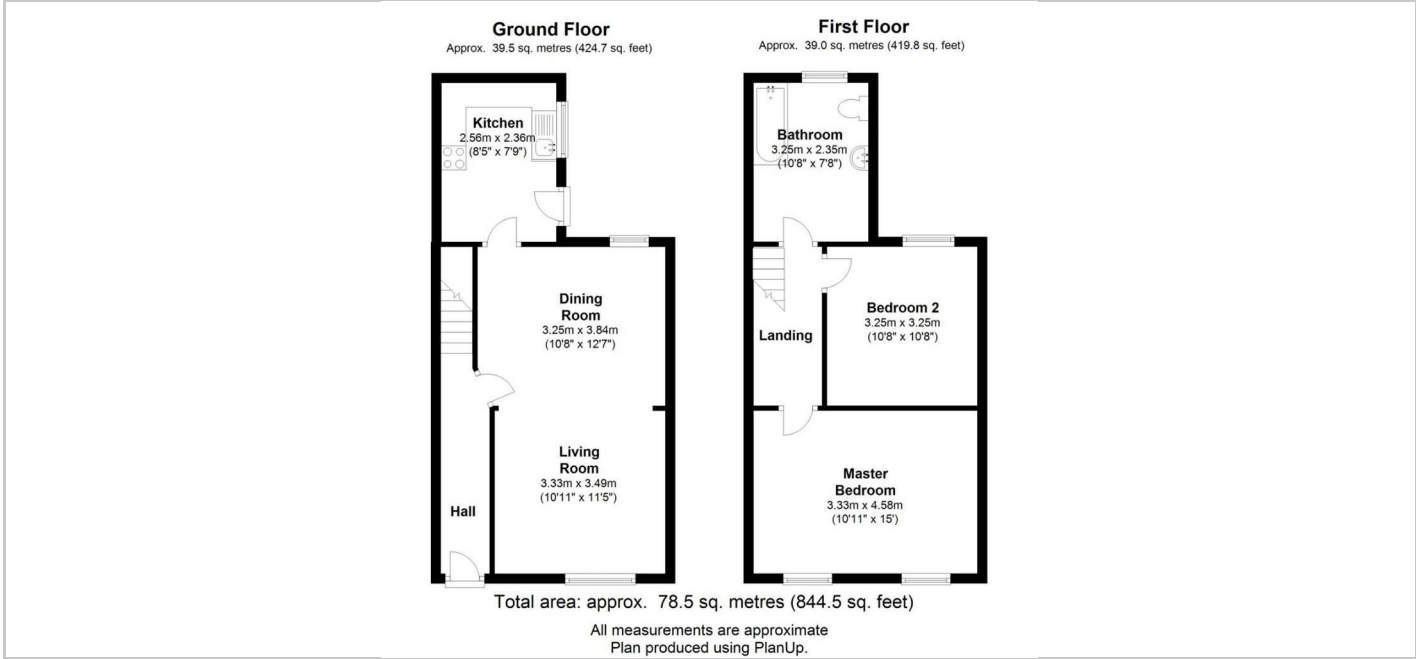 Ground Floor
Approx. 39.5 sq. metres (424.7 sq. feet)
Kitchen
2.56m x 2.36m
(8'5" x 7'9")
Dining
Room
3.25m x 3.84m
(10'8" x 12'7")
Living
Room
3.33m x 3.49m
(10'11" x 11'5")
Hall
First Floor
Approx. 39.0 sq. metres (419.8 sq. feet)
Bathroom
3.25m x 2.35m
(10'8" x 7'8")
Bedroom 2
3.25m x 3.25m
(10'8" x 10'8")
Landing
Master
Bedroom
3.33m x 4.58m
(10'11" x 15')
Total area: approx. 78.5 sq. metres (844.5 sq. feet)
All measurements are approximate
Plan produced using PlanUp.